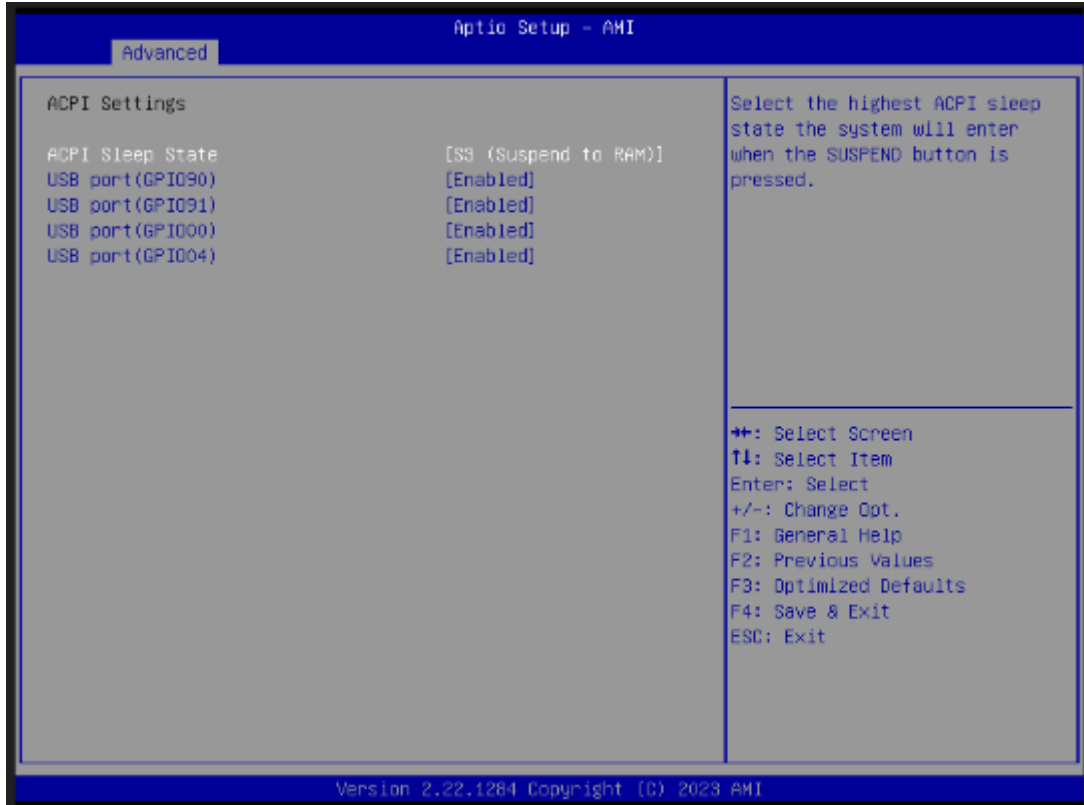 Aptio Setup - AMI
Advanced
ACPI Settings
ACPI Sleep State [S3 (Suspend to RAM)]
USB port(GPIO90) [Enabled]
USB port(GPIO91) [Enabled]
USB port(GPIO00) [Enabled]
USB port(GPIO04) [Enabled]
Select the highest ACPI sleep
state the system will enter
when the SUSPEND button is
pressed.
→←: Select Screen
↑↓: Select Item
Enter: Select
+/-: Change Opt.
F1: General Help
F2: Previous Values
F3: Optimized Defaults
F4: Save & Exit
ESC: Exit
Version 2.22.1284 Copyright (C) 2023 AMI